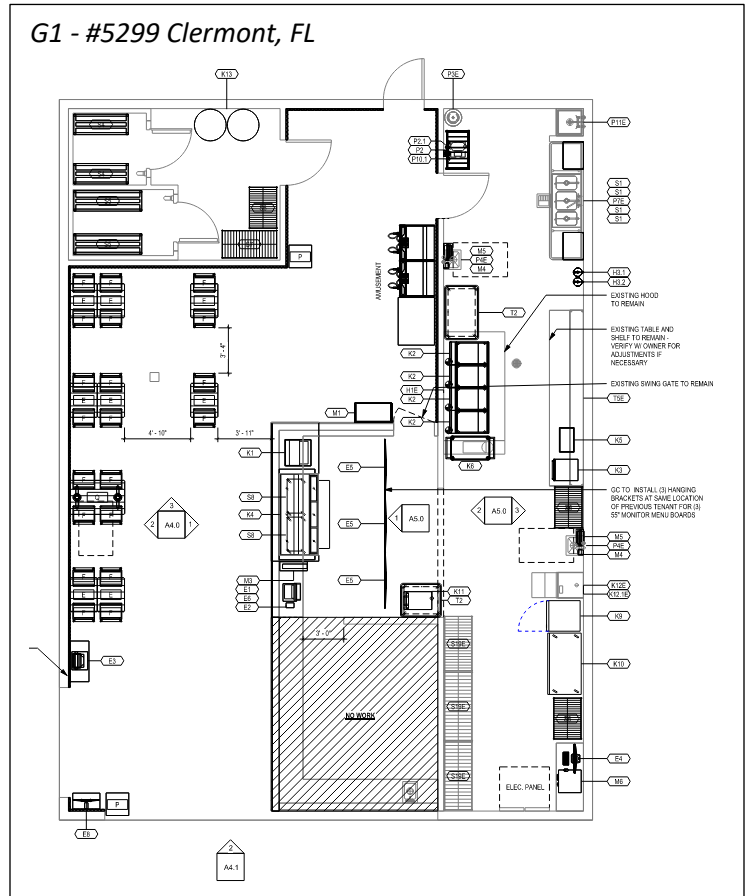 G1 - #5299 Clermont, FL
K13
P3E
P2.1
P2
P10.1
P11E
S1
S1
P7E
S1
S1
P
M5
P4E
M4
AMUSEMENT
H3.1
H3.2
EXISTING HOOD
TO REMAIN
T2
EXISTING TABLE AND
SHELF TO REMAIN -
VERIFY W/ OWNER FOR
ADJUSTMENTS IF
NECESSARY
E
E
E
3' - 4"
K2
K2
H1E
K2
K2
EXISTING SWING GATE TO REMAIN
T5E
M1
4' - 10"
3' - 11"
K1
K6
K5
K3
E5
S8
K4
S8
GC TO INSTALL (3) HANGING
BRACKETS AT SAME LOCATION
OF PREVIOUS TENANT FOR (3)
55" MONITOR MENU BOARDS
3
2
A4.0
1
E5
1
A5.0
2
A5.0
3
M5
P4E
M4
M3
E1
E6
E2
E5
K11
T2
K12E
K12.1E
K9
3' - 0"
S19E
K10
E3
S19E
NO WORK
S19E
ELEC. PANEL
E4
M6
P
E8
2
A4.1